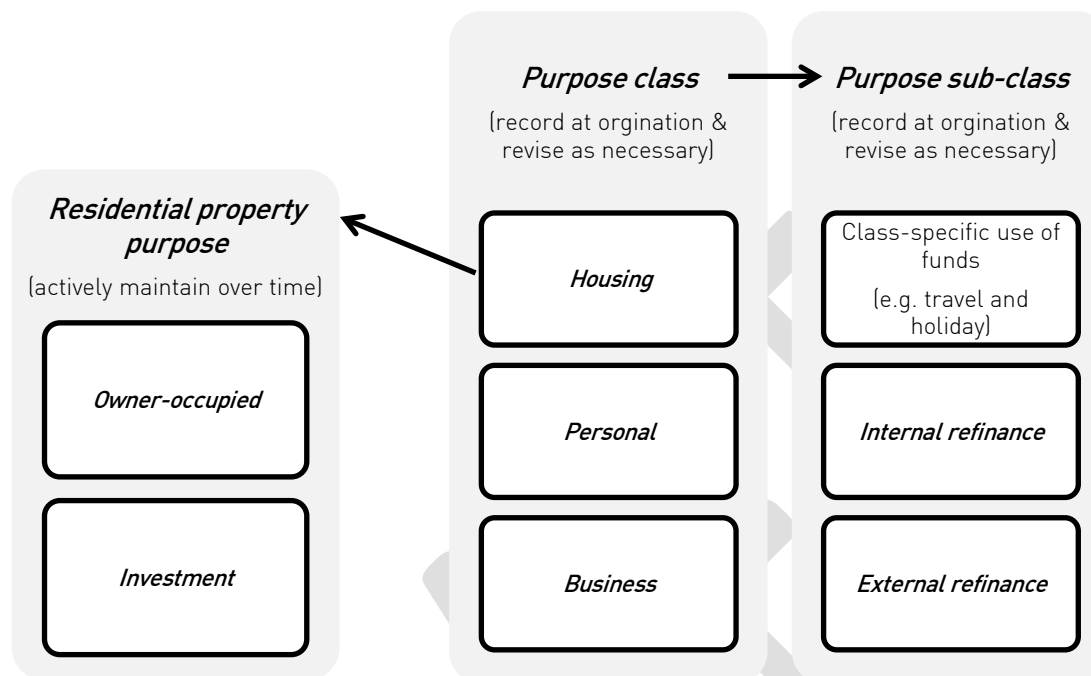 Residential property
purpose
(actively maintain over time)
Owner-occupied
Investment
Purpose class
(record at orgination &
revise as necessary)
Housing
Personal
Business
Purpose sub-class
(record at orgination &
revise as necessary)
Class-specific use of
funds
(e.g. travel and
holiday)
Internal refinance
External refinance